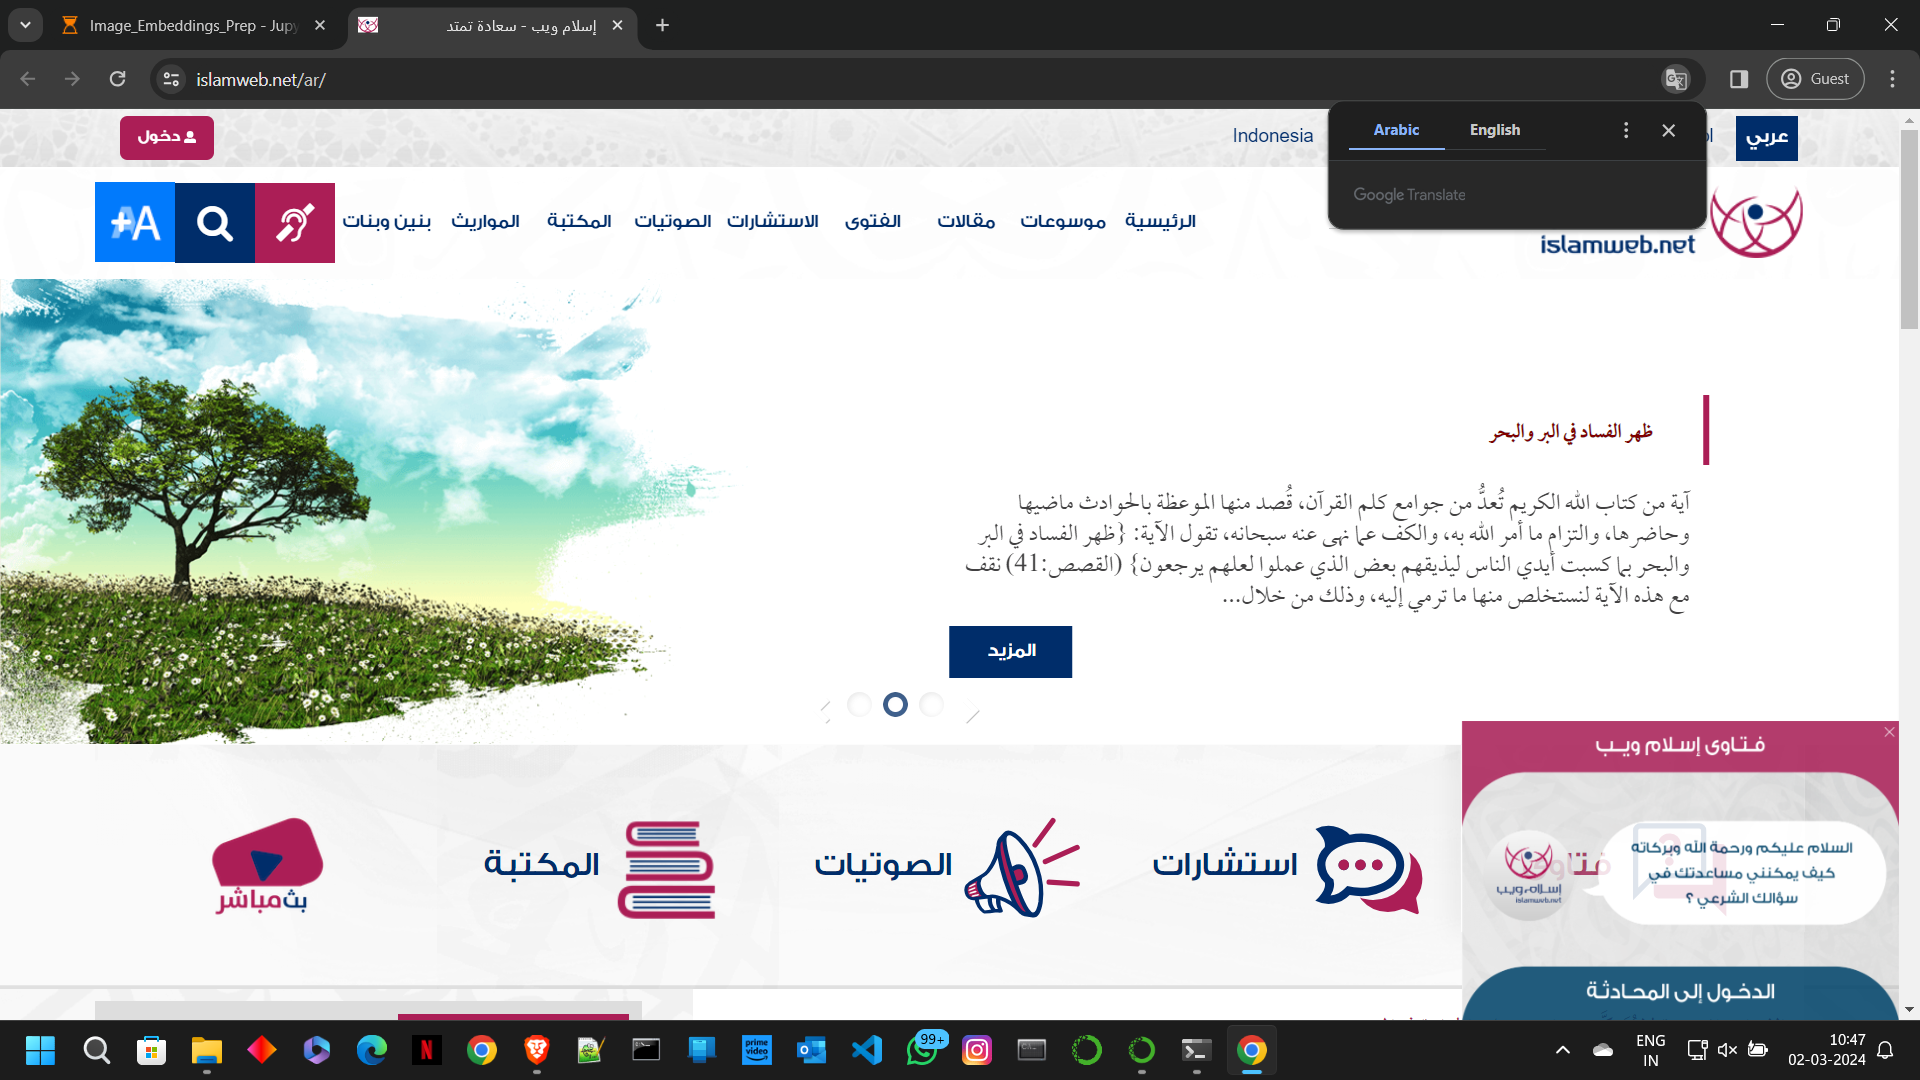 Image_Embeddings_Prep - Jupy
إسلام ويب - سعادة تمتد
islamweb.net/ar/
Guest
Arabic
English
Google Translate
دخول
Indonesia
عربي
الرئيسية
موسوعات
مقالات
الفتوى
الاستشارات
الصوتيات
المكتبة
المواريث
بنين وبنات
+A
islamweb.net
ظهر الفساد في البر والبحر
آية من كتاب الله الكريم تُعدُّ من جوامع كلم القرآن، قُصد منها الموعظة بالحوادث ماضيها
وحاضرها، والتزام ما أمر الله به، والكف عما نهى عنه سبحانه، تقول الآية: {ظهر الفساد في البر
والبحر بما كسبت أيدي الناس ليذيقهم بعض الذي عملوا لعلهم يرجعون} (القصص:41) نقف
مع هذه الآية لنستخلص منها ما ترمي إليه، وذلك من خلال...
المزيد
استشارات
الصوتيات
المكتبة
بث مباشر
فتاوى إسلام ويب
السلام عليكم ورحمة الله وبركاته
كيف يمكنني مساعدتك في
سؤالك الشرعي ؟
إسلام ويب
islamweb.net
الدخول إلى المحادثة
prime
video
99+
ENG
IN
10:47
02-03-2024